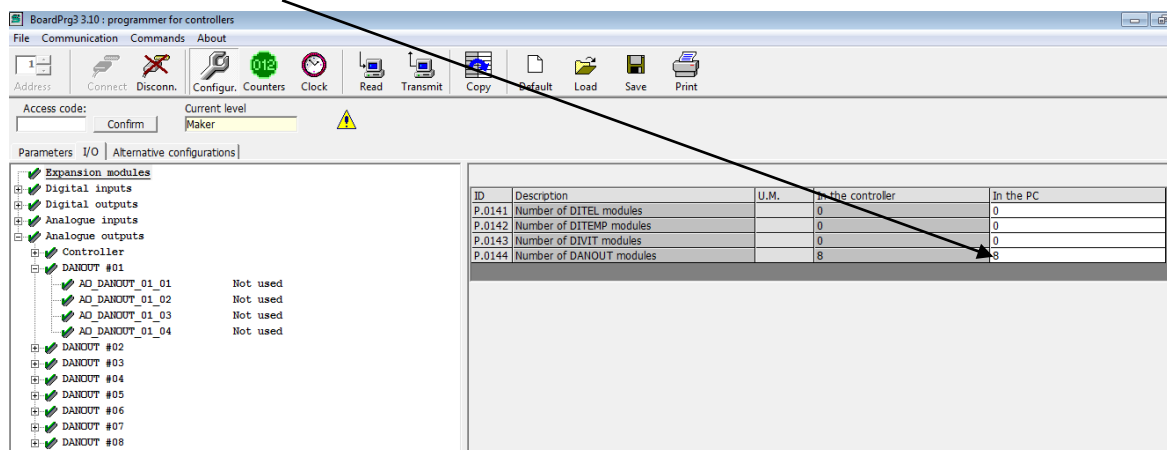 BoardPrg3 3.10 : programmer for controllers
File Communication Commands About
1
012
Address Connect Disconn. Configur. Counters Clock Read Transmit Copy Default Load Save Print
Access code: Current level
Confirm Maker
Parameters I/O Alternative configurations
Expansion modules
Digital inputs
Digital outputs
Analogue inputs
Analogue outputs
Controller
DANOUT #01
AO_DANOUT_01_01 Not used
AO_DANOUT_01_02 Not used
AO_DANOUT_01_03 Not used
AO_DANOUT_01_04 Not used
DANOUT #02
DANOUT #03
DANOUT #04
DANOUT #05
DANOUT #06
DANOUT #07
DANOUT #08
ID Description U.M. In the controller In the PC
P.0141 Number of DITEL modules 0 0
P.0142 Number of DITEMP modules 0 0
P.0143 Number of DIVIT modules 0 0
P.0144 Number of DANOUT modules 8 8